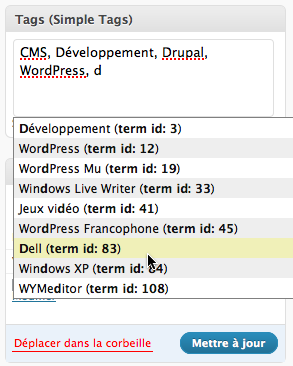 Tags (Simple Tags)
CMS, Développement, Drupal,
WordPress, d
Développement (term id: 3)
WordPress (term id: 12)
WordPress Mu (term id: 19)
Windows Live Writer (term id: 33)
Jeux vidéo (term id: 41)
WordPress Francophone (term id: 45)
Dell (term id: 83)
Windows XP (term id: 84)
WYMeditor (term id: 108)
Déplacer dans la corbeille
Mettre à jour